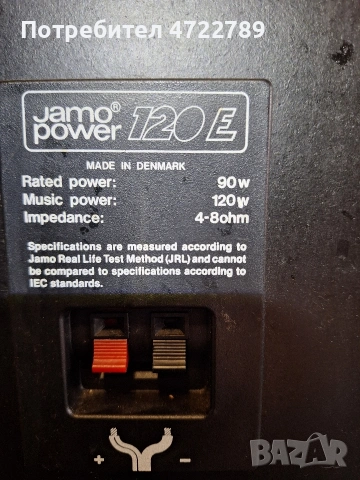 Потребител 4722789
Jamo®
power 120E
MADE IN DENMARK
Rated power: 90w
Music power: 120w
Impedance: 4-8ohm
Specifications are measured according to
Jamo Real Life Test Method (JRL) and cannot
be compared to specifications according to
IEC standards.
+ -
BAZAR